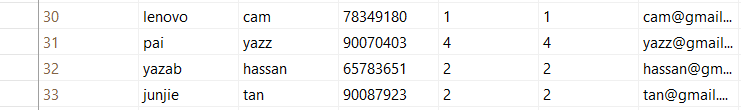 30 lenovo cam 78349180 1 1 cam@gmail...
31 pai yazz 90070403 4 4 yazz@gmail...
32 yazab hassan 65783651 2 2 hassan@gm...
33 junjie tan 90087923 2 2 tan@gmail....